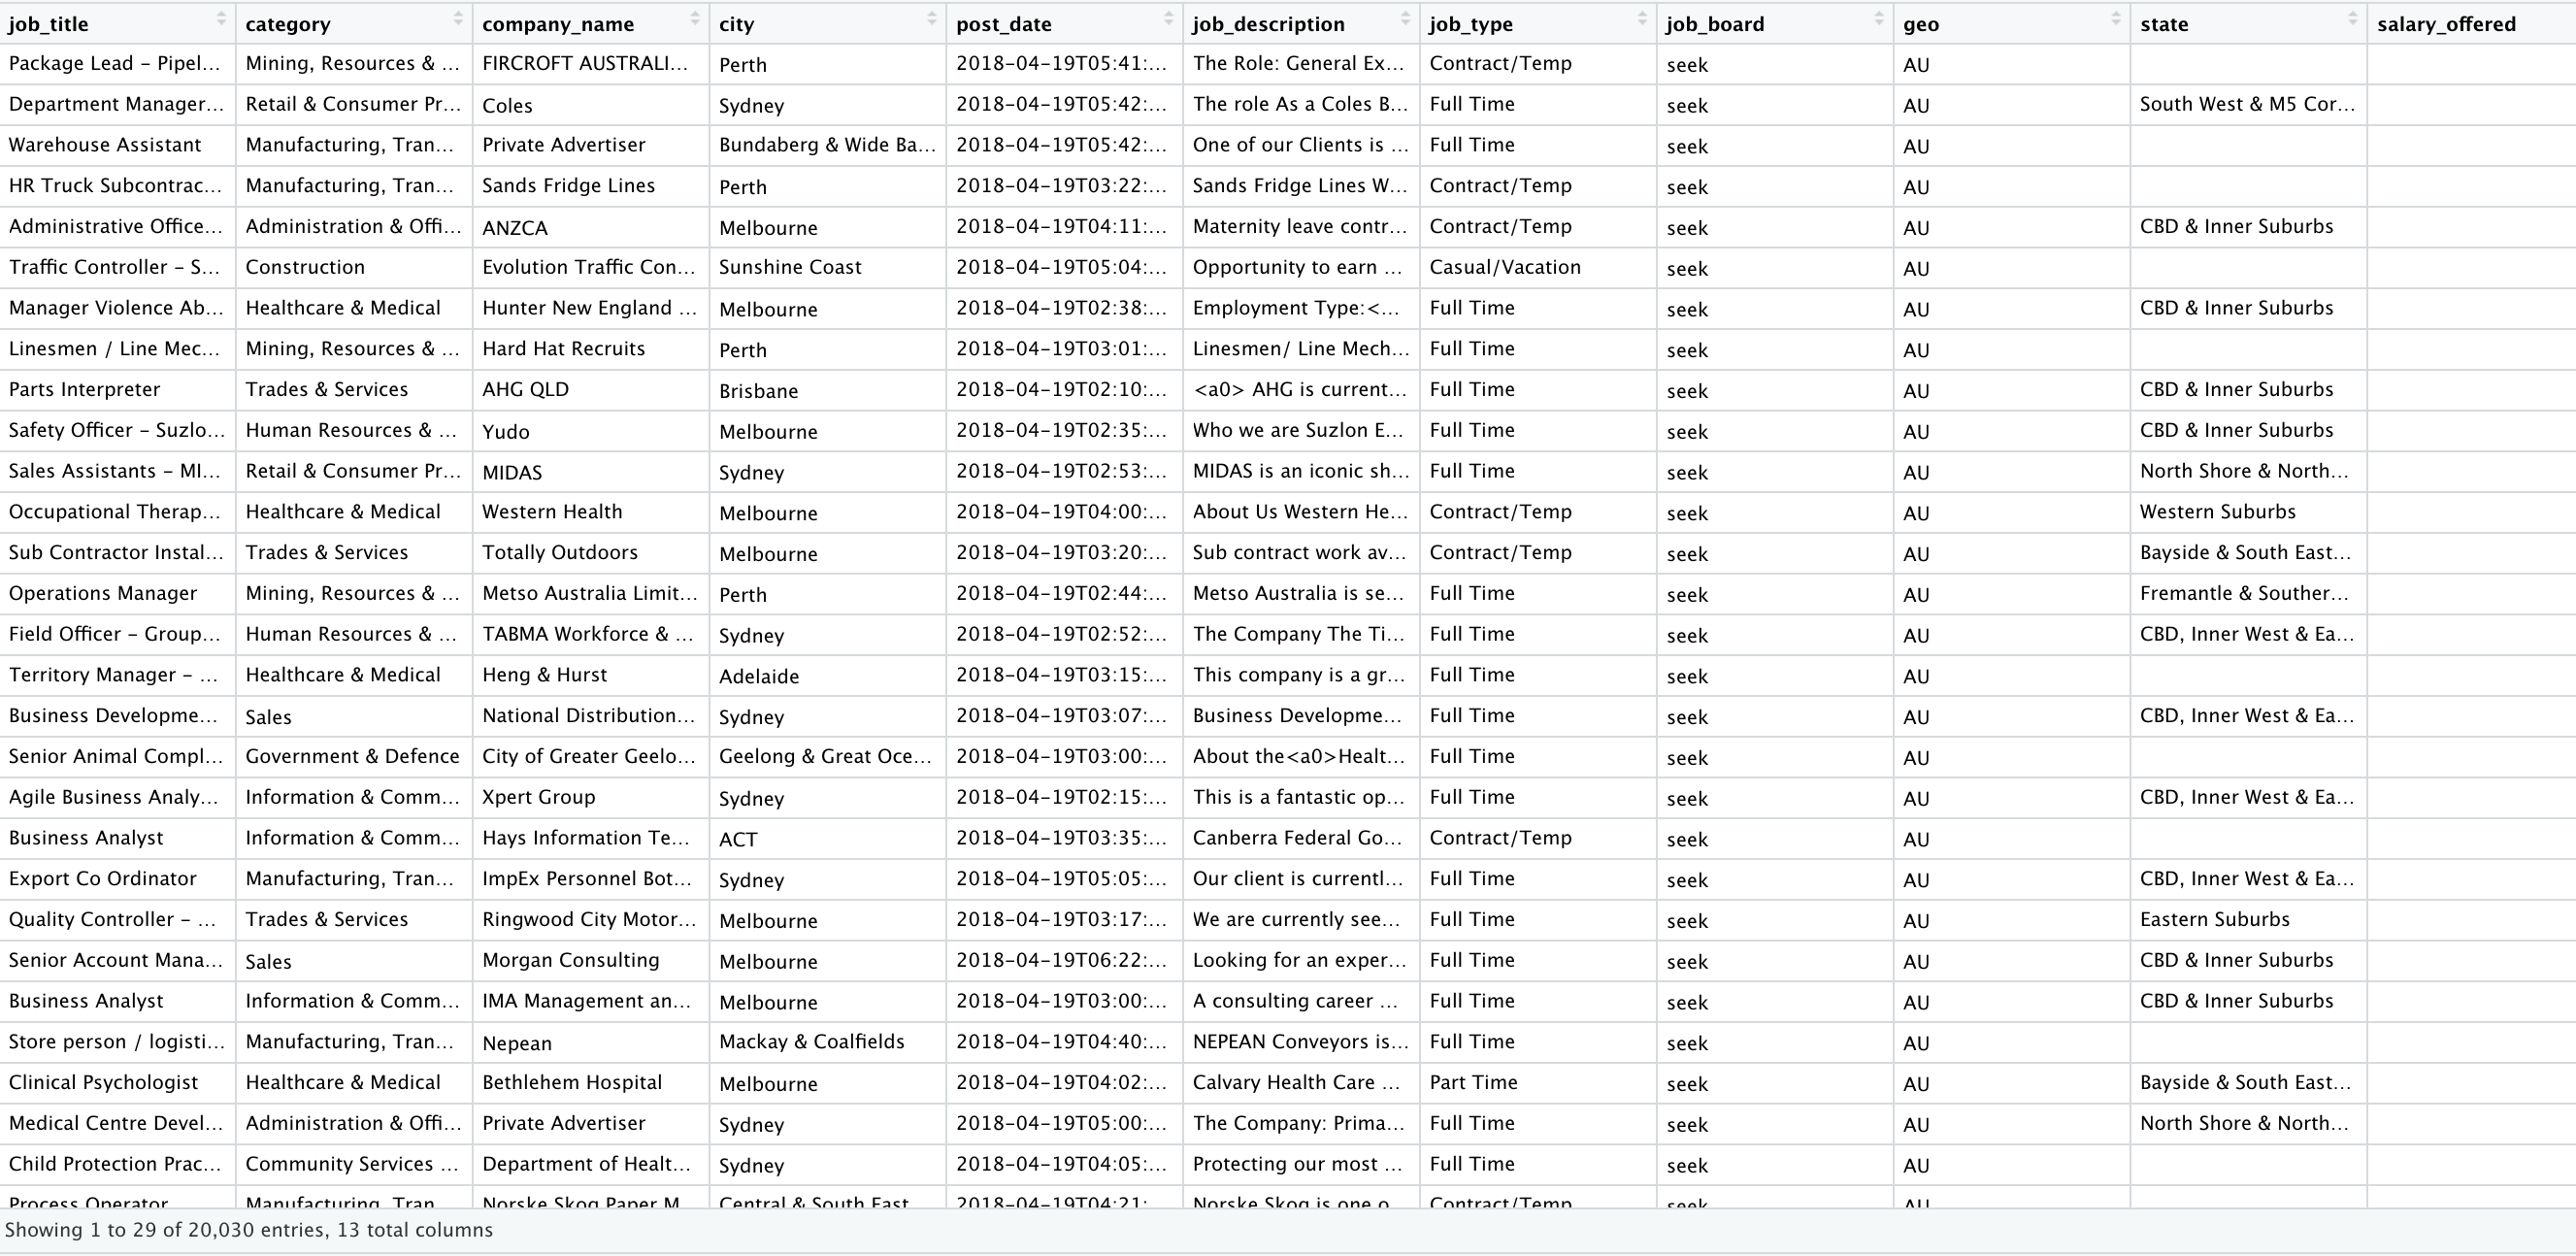 job_title category company_name city post_date job_description job_type job_board geo state salary_offered
Package Lead – Pipel... Mining, Resources & ... FIRCROFT AUSTRALI... Perth 2018-04-19T05:41:... The Role: General Ex... Contract/Temp seek AU
Department Manager... Retail & Consumer Pr... Coles Sydney 2018-04-19T05:42:... The role As a Coles B... Full Time seek AU South West & M5 Cor...
Warehouse Assistant Manufacturing, Tran... Private Advertiser Bundaberg & Wide Ba... 2018-04-19T05:42:... One of our Clients is ... Full Time seek AU
HR Truck Subcontrac... Manufacturing, Tran... Sands Fridge Lines Perth 2018-04-19T03:22:... Sands Fridge Lines W... Contract/Temp seek AU
Administrative Office... Administration & Offi... ANZCA Melbourne 2018-04-19T04:11:... Maternity leave contr... Contract/Temp seek AU CBD & Inner Suburbs
Traffic Controller – S... Construction Evolution Traffic Con... Sunshine Coast 2018-04-19T05:04:... Opportunity to earn ... Casual/Vacation seek AU
Manager Violence Ab... Healthcare & Medical Hunter New England ... Melbourne 2018-04-19T02:38:... Employment Type:<... Full Time seek AU CBD & Inner Suburbs
Linesmen / Line Mec... Mining, Resources & ... Hard Hat Recruits Perth 2018-04-19T03:01:... Linesmen/ Line Mech... Full Time seek AU
Parts Interpreter Trades & Services AHG QLD Brisbane 2018-04-19T02:10:... <a0> AHG is current... Full Time seek AU CBD & Inner Suburbs
Safety Officer – Suzlo... Human Resources & ... Yudo Melbourne 2018-04-19T02:35:... Who we are Suzlon E... Full Time seek AU CBD & Inner Suburbs
Sales Assistants – MI... Retail & Consumer Pr... MIDAS Sydney 2018-04-19T02:53:... MIDAS is an iconic sh... Full Time seek AU North Shore & North...
Occupational Therap... Healthcare & Medical Western Health Melbourne 2018-04-19T04:00:... About Us Western He... Contract/Temp seek AU Western Suburbs
Sub Contractor Instal... Trades & Services Totally Outdoors Melbourne 2018-04-19T03:20:... Sub contract work av... Contract/Temp seek AU Bayside & South East...
Operations Manager Mining, Resources & ... Metso Australia Limit... Perth 2018-04-19T02:44:... Metso Australia is se... Full Time seek AU Fremantle & Souther...
Field Officer – Group... Human Resources & ... TABMA Workforce & ... Sydney 2018-04-19T02:52:... The Company The Ti... Full Time seek AU CBD, Inner West & Ea...
Territory Manager – ... Healthcare & Medical Heng & Hurst Adelaide 2018-04-19T03:15:... This company is a gr... Full Time seek AU
Business Developme... Sales National Distribution... Sydney 2018-04-19T03:07:... Business Developme... Full Time seek AU CBD, Inner West & Ea...
Senior Animal Compl... Government & Defence City of Greater Geelo... Geelong & Great Oce... 2018-04-19T03:00:... About the<a0>Healt... Full Time seek AU
Agile Business Analy... Information & Comm... Xpert Group Sydney 2018-04-19T02:15:... This is a fantastic op... Full Time seek AU CBD, Inner West & Ea...
Business Analyst Information & Comm... Hays Information Te... ACT 2018-04-19T03:35:... Canberra Federal Go... Contract/Temp seek AU
Export Co Ordinator Manufacturing, Tran... ImpEx Personnel Bot... Sydney 2018-04-19T05:05:... Our client is currentl... Full Time seek AU CBD, Inner West & Ea...
Quality Controller – ... Trades & Services Ringwood City Motor... Melbourne 2018-04-19T03:17:... We are currently see... Full Time seek AU Eastern Suburbs
Senior Account Mana... Sales Morgan Consulting Melbourne 2018-04-19T06:22:... Looking for an exper... Full Time seek AU CBD & Inner Suburbs
Business Analyst Information & Comm... IMA Management an... Melbourne 2018-04-19T03:00:... A consulting career ... Full Time seek AU CBD & Inner Suburbs
Store person / logisti... Manufacturing, Tran... Nepean Mackay & Coalfields 2018-04-19T04:40:... NEPEAN Conveyors is... Full Time seek AU
Clinical Psychologist Healthcare & Medical Bethlehem Hospital Melbourne 2018-04-19T04:02:... Calvary Health Care ... Part Time seek AU Bayside & South East...
Medical Centre Devel... Administration & Offi... Private Advertiser Sydney 2018-04-19T05:00:... The Company: Prima... Full Time seek AU North Shore & North...
Child Protection Prac... Community Services ... Department of Healt... Sydney 2018-04-19T04:05:... Protecting our most ... Full Time seek AU
Process Operator Manufacturing, Tran... Norske Skog Paper M... Central & South East... 2018-04-19T04:21:... Norske Skog is one o... Contract/Temp seek AU
Showing 1 to 29 of 20,030 entries, 13 total columns